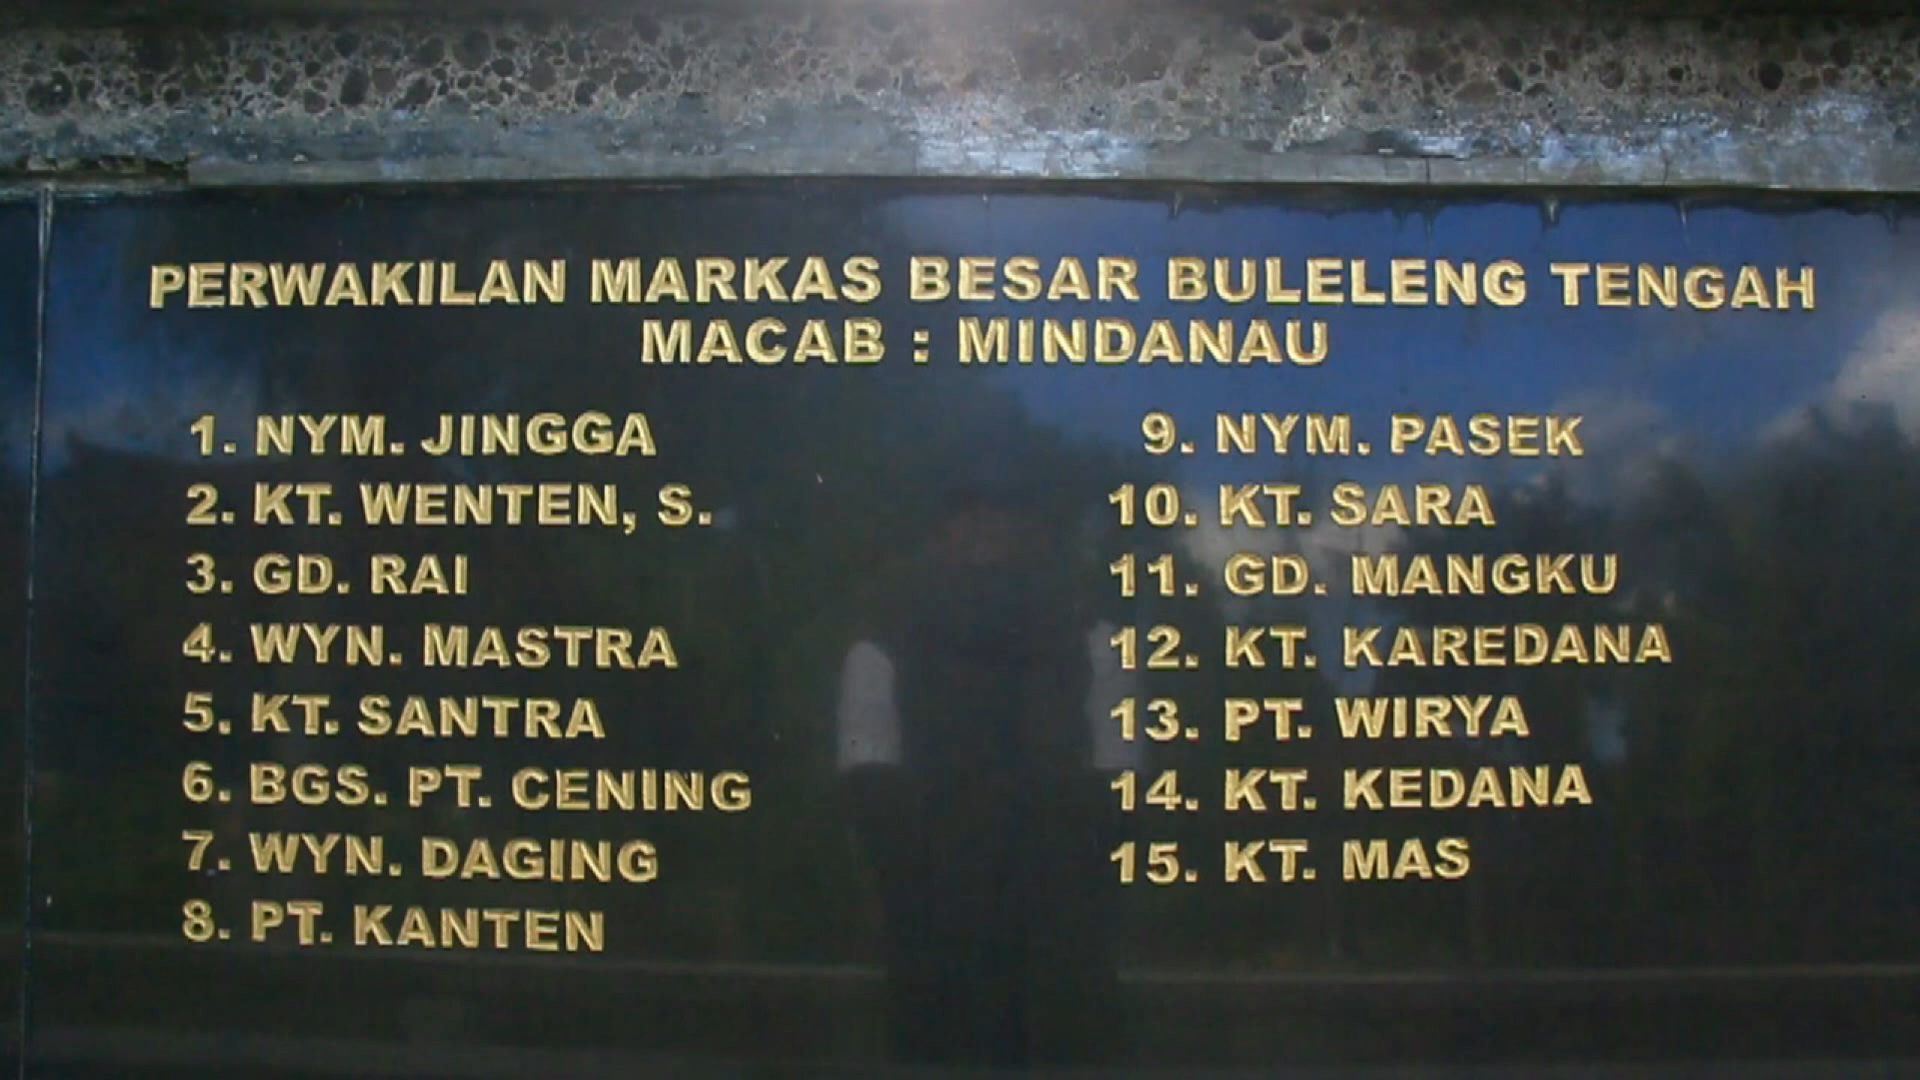 PERWAKILAN MARKAS BESAR BULELENG TENGAH
MACAB : MINDANAU
1. NYM. JINGGA
2. KT. WENTEN, S.
3. GD. RAI
4. WYN. MASTRA
5. KT. SANTRA
6. BGS. PT. CENING
7. WYN. DAGING
8. PT. KANTEN
9. NYM. PASEK
10. KT. SARA
11. GD. MANGKU
12. KT. KAREDANA
13. PT. WIRYA
14. KT. KEDANA
15. KT. MAS